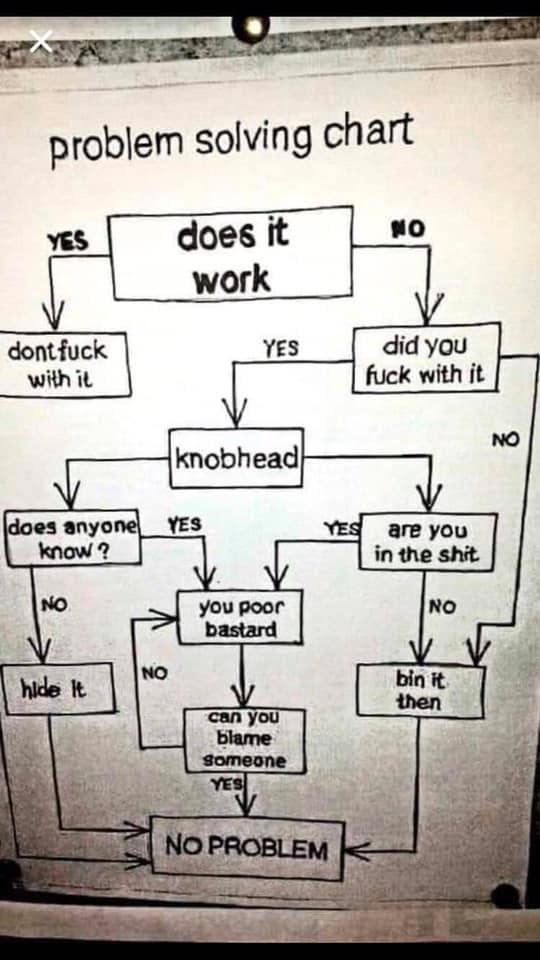 problem solving chart
YES
does it
work
NO
dont fuck
with it
YES
did you
fuck with it
knobhead
NO
does anyone
know?
YES
YES
are you
in the shit
NO
you poor
bastard
NO
hide it
NO
bin it
then
can you
blame
someone
YES
NO PROBLEM